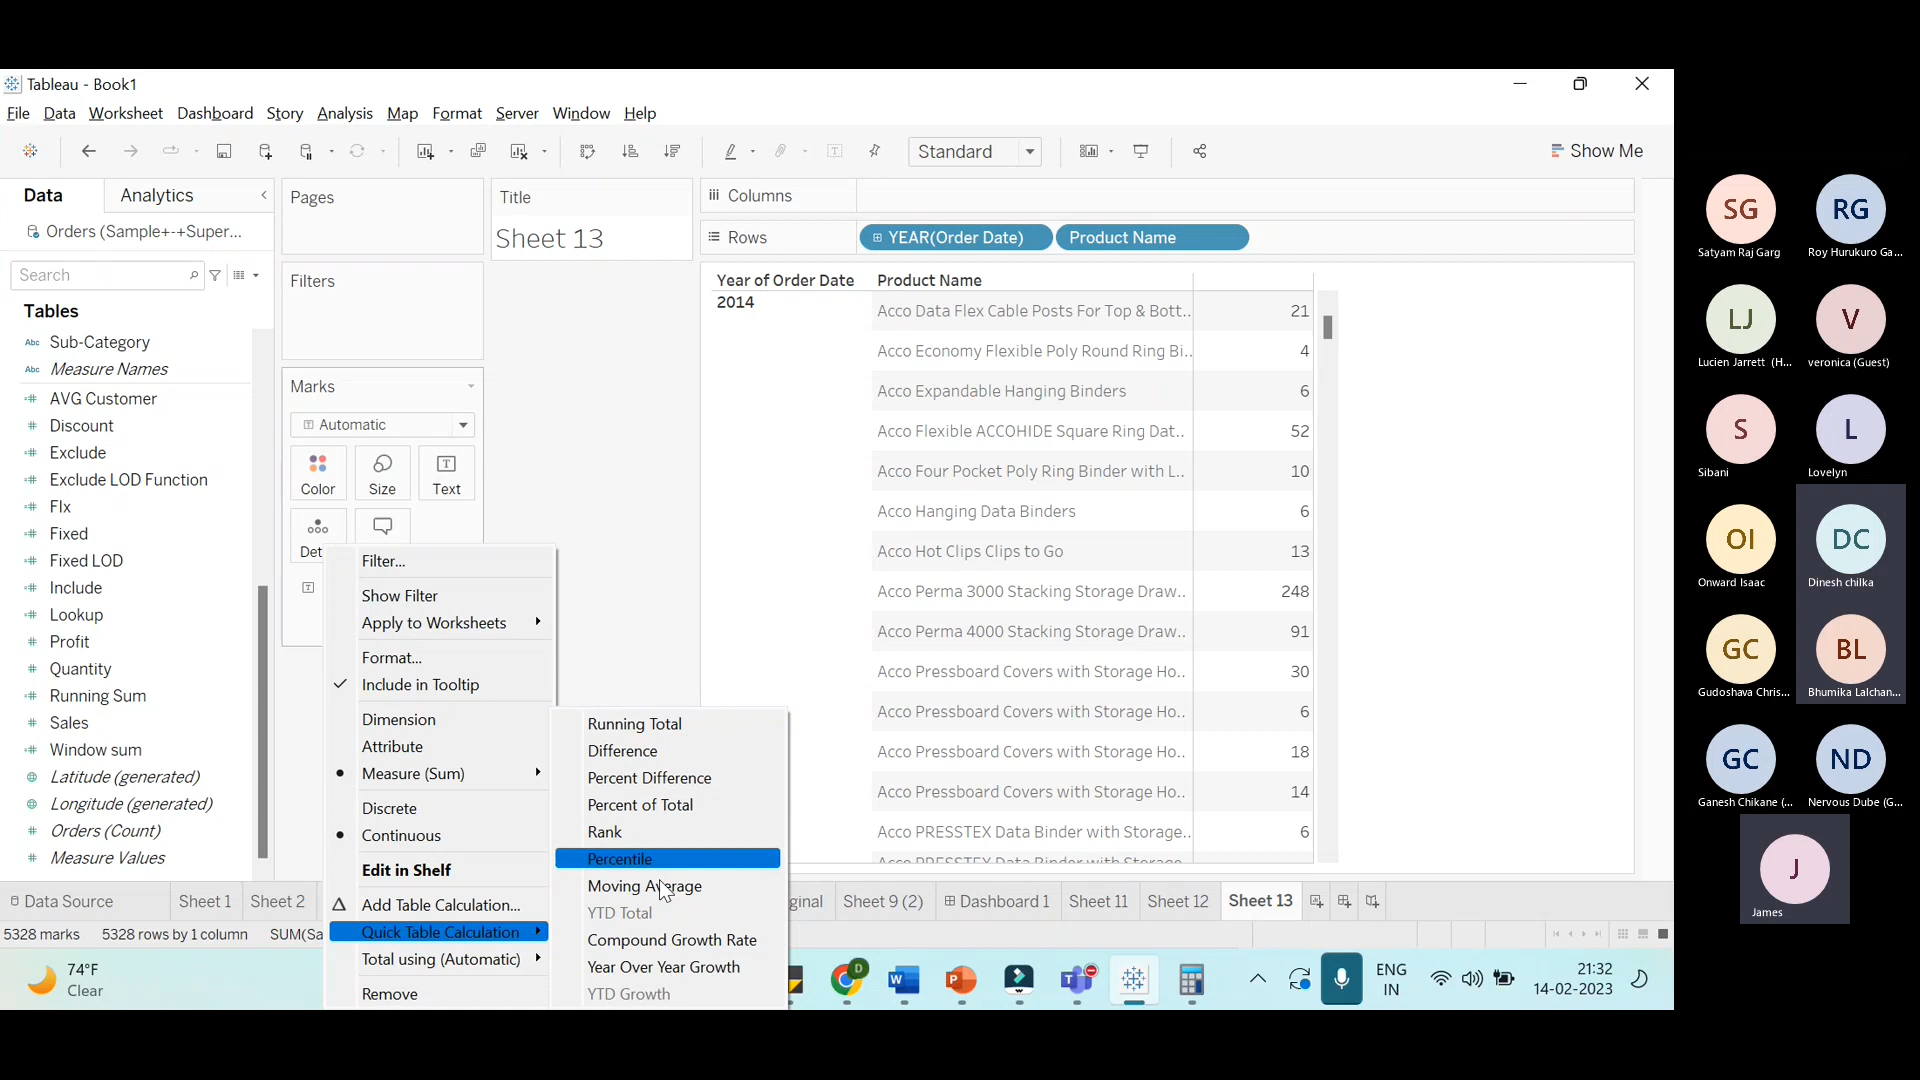 Tableau - Book1
File Data Worksheet Dashboard Story Analysis Map Format Server Window Help
Standard
Show Me
Data
Analytics
Orders (Sample+-+Super...
Search
Tables
Abc Sub-Category
Abc Measure Names
AVG Customer
Discount
Exclude
Exclude LOD Function
FIx
Fixed
Fixed LOD
Include
Lookup
Profit
Quantity
Running Sum
Sales
Window sum
Latitude (generated)
Longitude (generated)
Orders (Count)
Measure Values
Pages
Filters
Marks
Automatic
Color
Size
Text
Det
Title
Sheet 13
Columns
Rows
YEAR(Order Date)
Product Name
Year of Order Date
Product Name
2014
Acco Data Flex Cable Posts For Top & Bott.. 21
Acco Economy Flexible Poly Round Ring Bi.. 4
Acco Expandable Hanging Binders 6
Acco Flexible ACCOHIDE Square Ring Dat.. 52
Acco Four Pocket Poly Ring Binder with L.. 10
Acco Hanging Data Binders 6
Acco Hot Clips Clips to Go 13
Acco Perma 3000 Stacking Storage Draw.. 248
Acco Perma 4000 Stacking Storage Draw.. 91
Acco Pressboard Covers with Storage Ho.. 30
Acco Pressboard Covers with Storage Ho.. 6
Acco Pressboard Covers with Storage Ho.. 18
Acco Pressboard Covers with Storage Ho.. 14
Acco PRESSTEX Data Binder with Storage.. 6
Acco PRESSTEX Data Binder with Storage..
Filter...
Show Filter
Apply to Worksheets
Format...
Include in Tooltip
Dimension
Attribute
Measure (Sum)
Discrete
Continuous
Edit in Shelf
Add Table Calculation...
Quick Table Calculation
Total using (Automatic)
Remove
Running Total
Difference
Percent Difference
Percent of Total
Rank
Percentile
Moving Average
YTD Total
Compound Growth Rate
Year Over Year Growth
YTD Growth
Data Source
Sheet 1
Sheet 2
ginal
Sheet 9 (2)
Dashboard 1
Sheet 11
Sheet 12
Sheet 13
5328 marks
5328 rows by 1 column
SUM(Sa
74°F
Clear
D
ENG
IN
21:32
14-02-2023
SG
Satyam Raj Garg
RG
Roy Hurukuro Ga...
LJ
Lucien Jarrett (H...
V
veronica (Guest)
S
Sibani
L
Lovelyn
OI
Onward Isaac
DC
Dinesh chilka
GC
Gudoshava Chris...
BL
Bhumika Lalchan...
GC
Ganesh Chikane (...
ND
Nervous Dube (G...
J
James